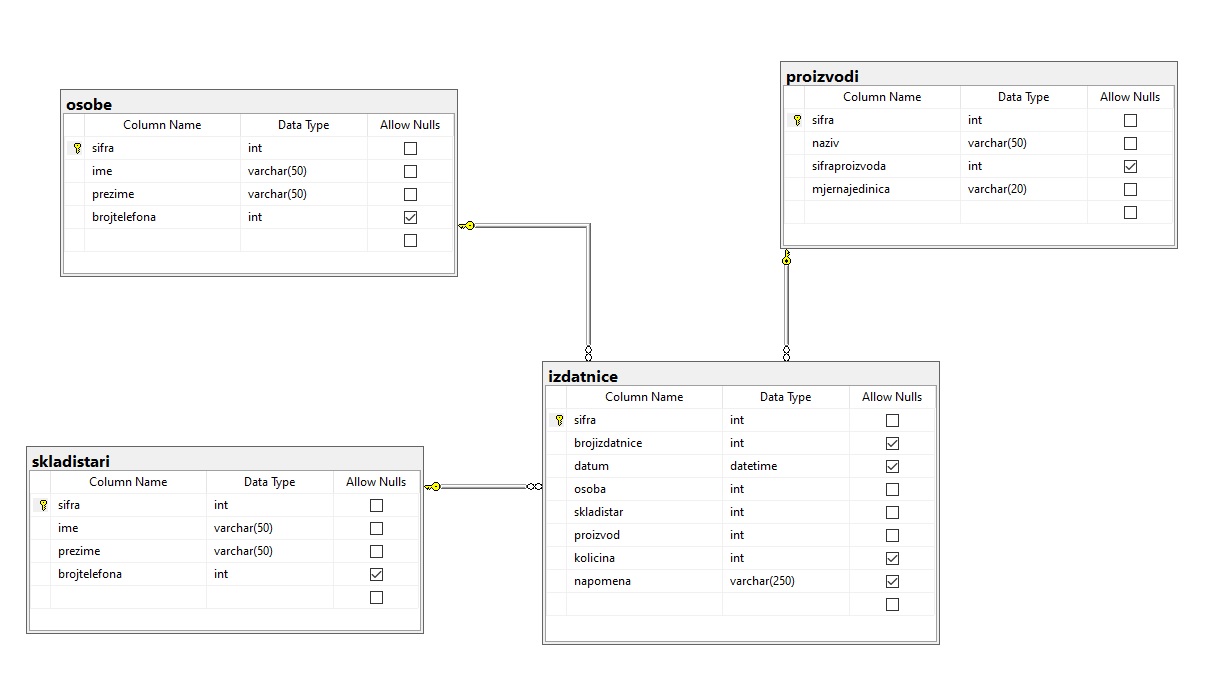 osobe
Column Name Data Type Allow Nulls
sifra int
ime varchar(50)
prezime varchar(50)
brojtelefona int
proizvodi
Column Name Data Type Allow Nulls
sifra int
naziv varchar(50)
sifraproizvoda int
mjernajedinica varchar(20)
skladistari
Column Name Data Type Allow Nulls
sifra int
ime varchar(50)
prezime varchar(50)
brojtelefona int
izdatnice
Column Name Data Type Allow Nulls
sifra int
brojizdatnice int
datum datetime
osoba int
skladistar int
proizvod int
kolicina int
napomena varchar(250)